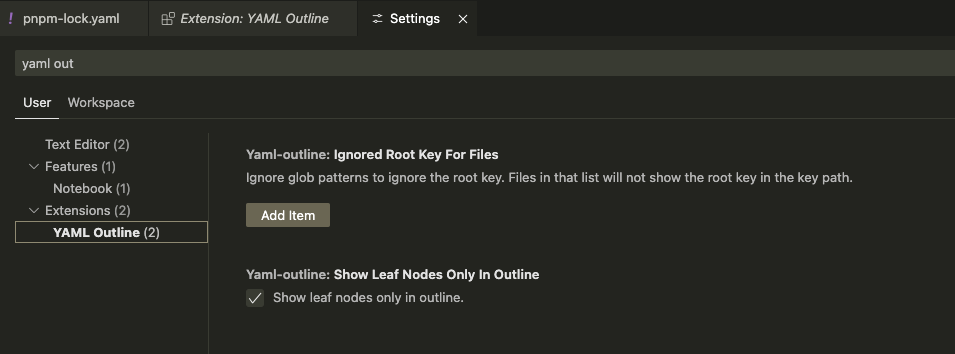 ! pnpm-lock.yaml Extension: YAML Outline Settings
yaml out
User Workspace
Text Editor (2)
Features (1)
Notebook (1)
Extensions (2)
YAML Outline (2)
Yaml-outline: Ignored Root Key For Files
Ignore glob patterns to ignore the root key. Files in that list will not show the root key in the key path.
Add Item
Yaml-outline: Show Leaf Nodes Only In Outline
Show leaf nodes only in outline.